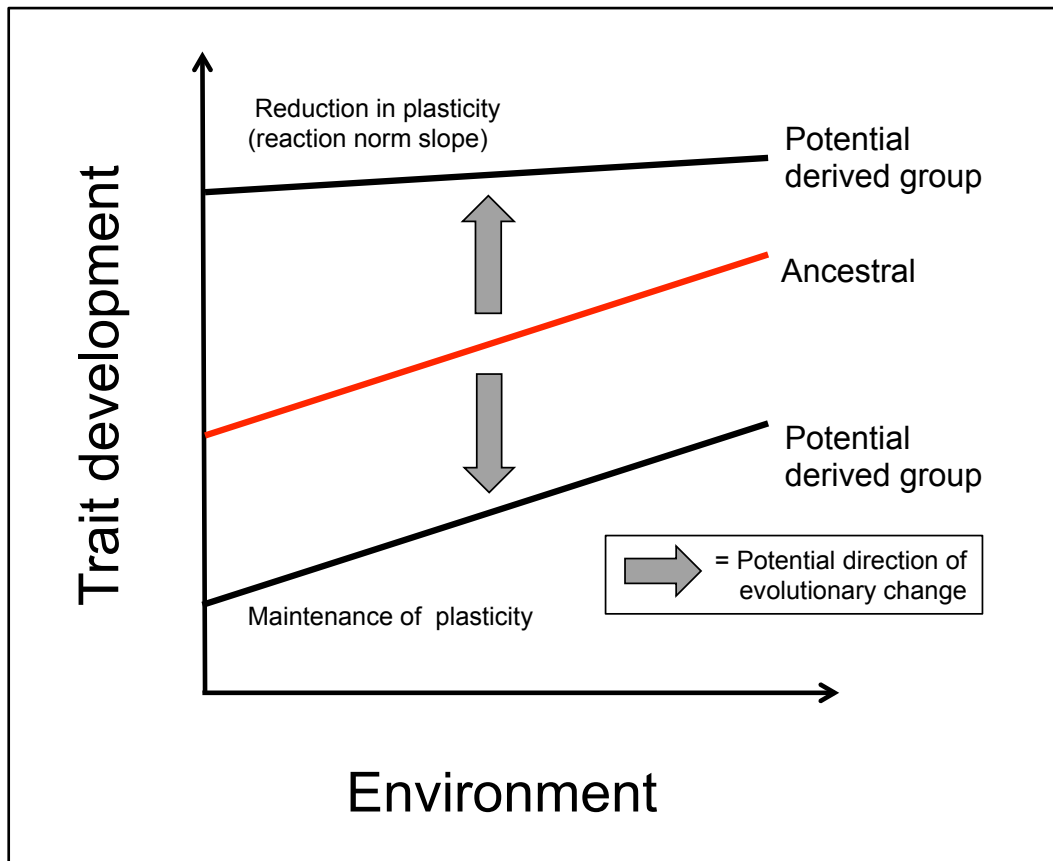 Reduction in plasticity
(reaction norm slope)
Potential
derived group
Ancestral
Potential
derived group
= Potential direction of
evolutionary change
Maintenance of plasticity
Trait development
Environment